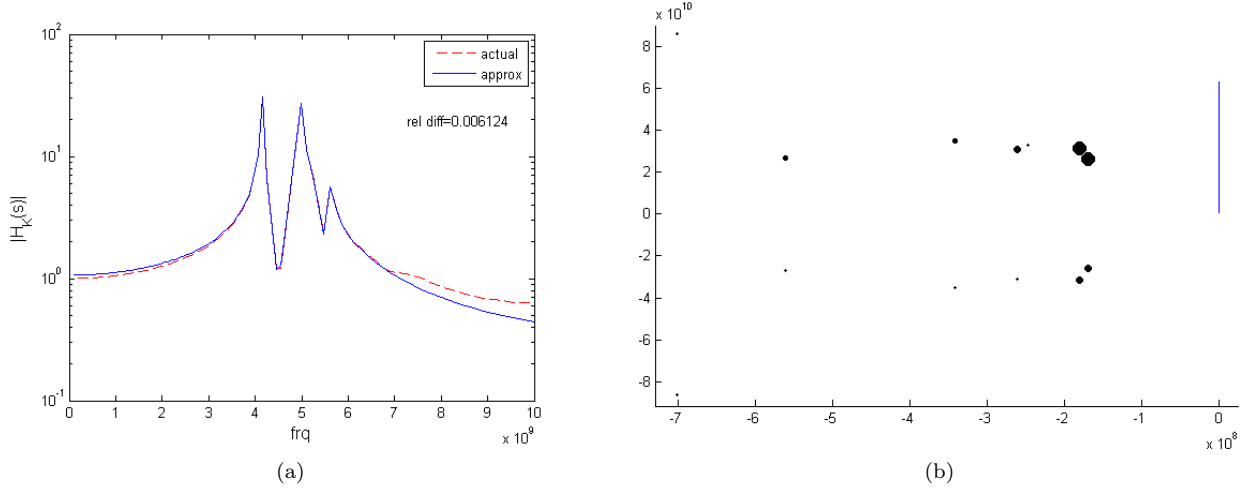 10^2
10^1
10^0
10^-1
|H_K(s)|
actual
approx
rel diff=0.006124
0 1 2 3 4 5 6 7 8 9 10
frq
x 10^9
(a)
x 10^10
8
6
4
2
0
-2
-4
-6
-8
-7 -6 -5 -4 -3 -2 -1 0
x 10^8
(b)